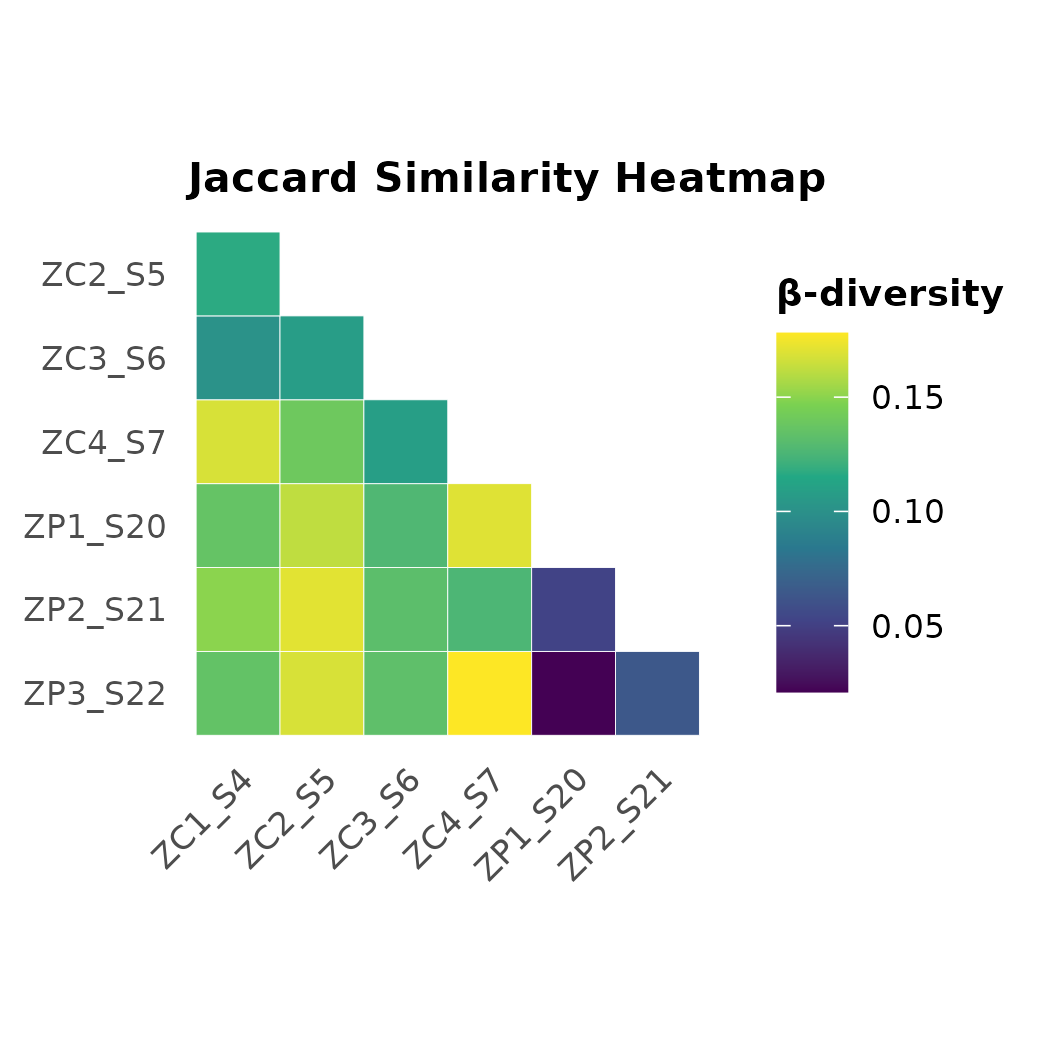 Jaccard Similarity Heatmap
ZC2_S5
ZC3_S6
ZC4_S7
ZP1_S20
ZP2_S21
ZP3_S22
ZC1_S4
ZC2_S5
ZC3_S6
ZC4_S7
ZP1_S20
ZP2_S21
β-diversity
0.15
0.10
0.05